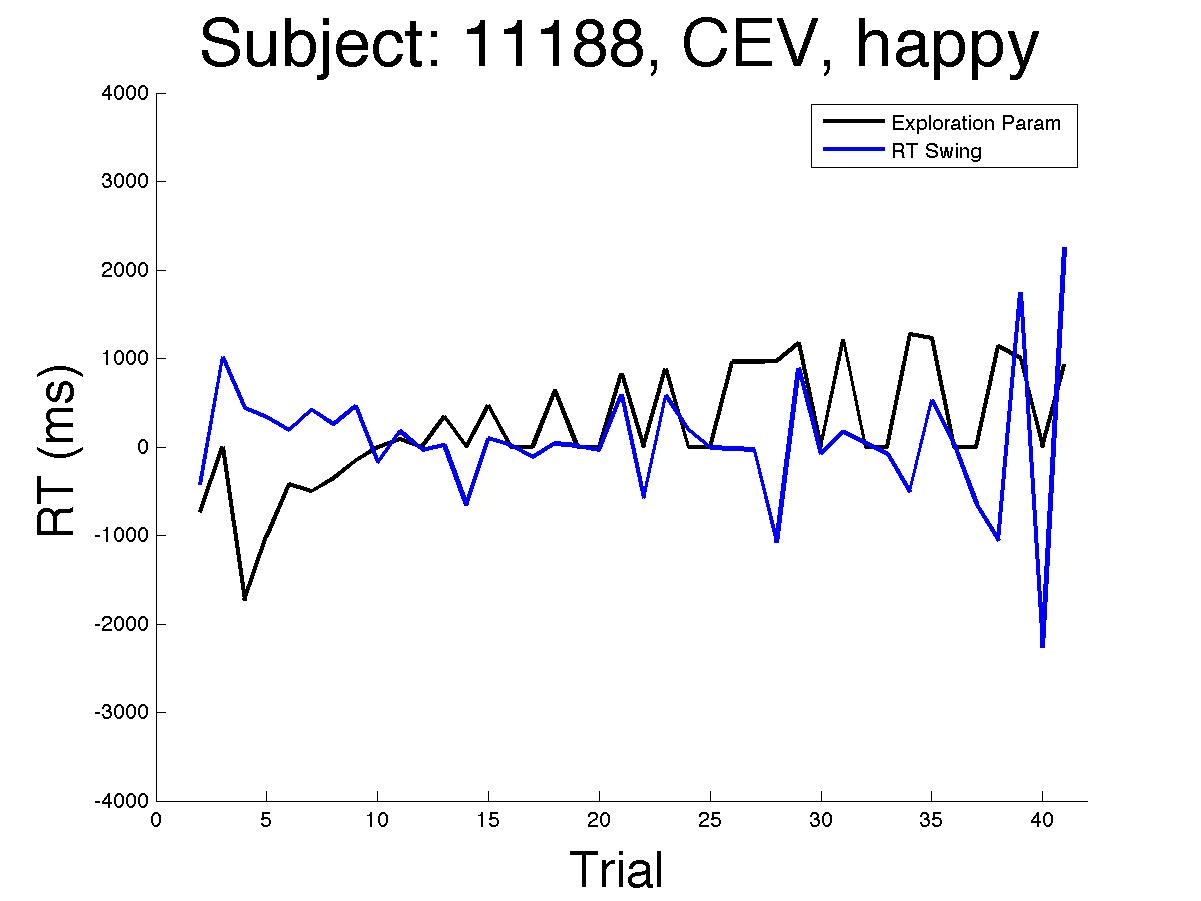 Subject: 11188, CEV, happy
4000
3000
2000
1000
0
-1000
-2000
-3000
-4000
RT (ms)
Exploration Param
RT Swing
0 5 10 15 20 25 30 35 40
Trial